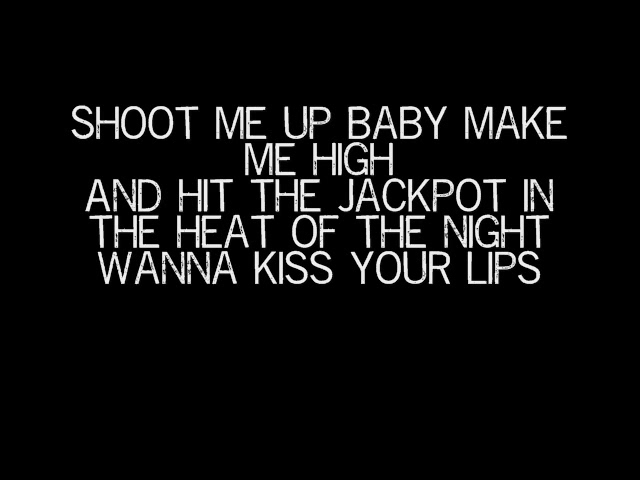 SHOOT ME UP BABY MAKE
ME HIGH
AND HIT THE JACKPOT IN
THE HEAT OF THE NIGHT
WANNA KISS YOUR LIPS